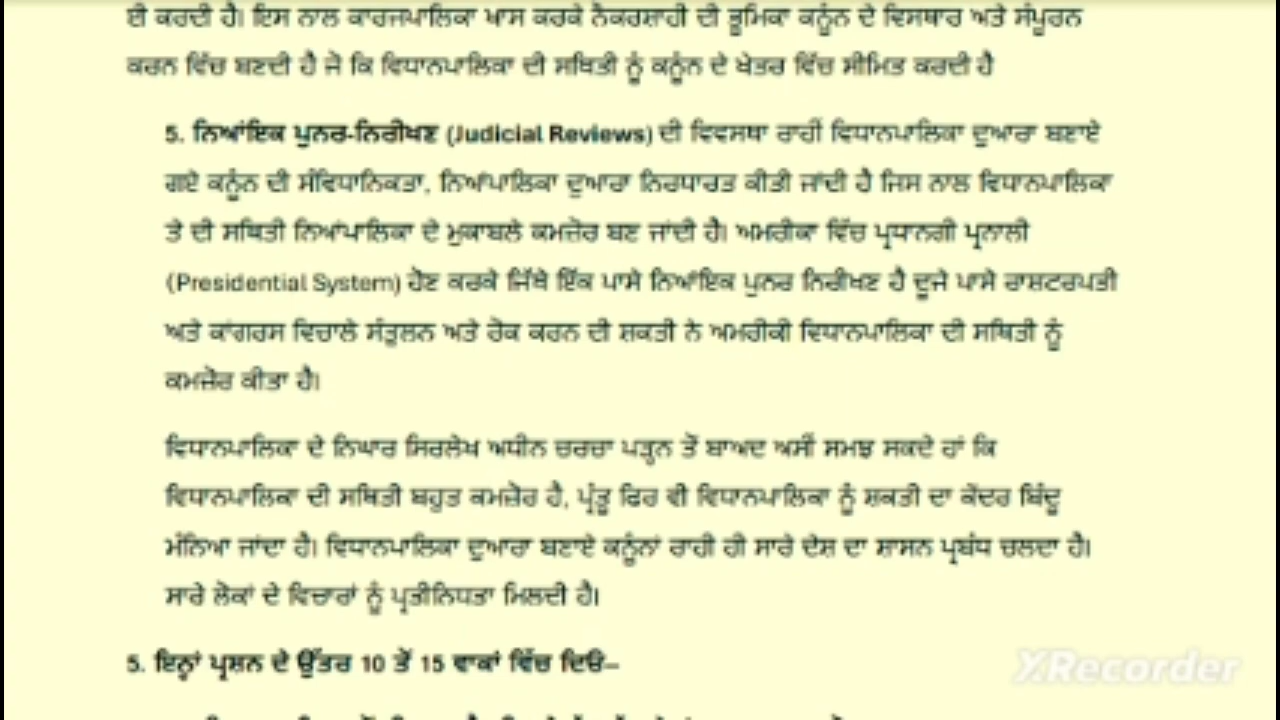 ਈ ਕਰਦੀ ਹੈ। ਇਸ ਨਾਲ ਕਾਰਜਪਾਲਿਕਾ ਖਾਸ ਕਰਕੇ ਨੌਕਰਸ਼ਾਹੀ ਦੀ ਭੂਮਿਕਾ ਕਨੂੰਨ ਦੇ ਵਿਸਥਾਰ ਅਤੇ ਸੰਪੂਰਨ
ਕਰਨ ਵਿੱਚ ਬਣਦੀ ਹੈ ਜੋ ਕਿ ਵਿਧਾਨਪਾਲਿਕਾ ਦੀ ਸਥਿਤੀ ਨੂੰ ਕਨੂੰਨ ਦੇ ਖੇਤਰ ਵਿੱਚ ਸੀਮਿਤ ਕਰਦੀ ਹੈ
5. ਨਿਆਂਇਕ ਪੁਨਰ-ਨਿਰੀਖਣ (Judicial Reviews) ਦੀ ਵਿਵਸਥਾ ਰਾਹੀਂ ਵਿਧਾਨਪਾਲਿਕਾ ਦੁਆਰਾ ਬਣਾਏ
ਗਏ ਕਨੂੰਨ ਦੀ ਸੰਵਿਧਾਨਿਕਤਾ, ਨਿਆਂਪਾਲਿਕਾ ਦੁਆਰਾ ਨਿਰਧਾਰਤ ਕੀਤੀ ਜਾਂਦੀ ਹੈ ਜਿਸ ਨਾਲ ਵਿਧਾਨਪਾਲਿਕਾ
ਤੇ ਦੀ ਸਥਿਤੀ ਨਿਆਂਪਾਲਿਕਾ ਦੇ ਮੁਕਾਬਲੇ ਕਮਜ਼ੋਰ ਬਣ ਜਾਂਦੀ ਹੈ। ਅਮਰੀਕਾ ਵਿੱਚ ਪ੍ਰਧਾਨਗੀ ਪ੍ਰਨਾਲੀ
(Presidential System) ਹੋਣ ਕਰਕੇ ਜਿੱਥੇ ਇੱਕ ਪਾਸੇ ਨਿਆਂਇਕ ਪੁਨਰ ਨਿਰੀਖਣ ਹੈ ਦੂਜੇ ਪਾਸੇ ਰਾਸ਼ਟਰਪਤੀ
ਅਤੇ ਕਾਂਗਰਸ ਵਿਚਾਲੇ ਸੰਤੁਲਨ ਅਤੇ ਰੋਕ ਕਰਨ ਦੀ ਸ਼ਕਤੀ ਨੇ ਅਮਰੀਕੀ ਵਿਧਾਨਪਾਲਿਕਾ ਦੀ ਸਥਿਤੀ ਨੂੰ
ਕਮਜ਼ੋਰ ਕੀਤਾ ਹੈ।
ਵਿਧਾਨਪਾਲਿਕਾ ਦੇ ਨਿਘਾਰ ਸਿਰਲੇਖ ਅਧੀਨ ਚਰਚਾ ਪੜ੍ਹਨ ਤੋਂ ਬਾਅਦ ਅਸੀਂ ਸਮਝ ਸਕਦੇ ਹਾਂ ਕਿ
ਵਿਧਾਨਪਾਲਿਕਾ ਦੀ ਸਥਿਤੀ ਬਹੁਤ ਕਮਜ਼ੋਰ ਹੈ, ਪ੍ਰੰਤੂ ਫਿਰ ਵੀ ਵਿਧਾਨਪਾਲਿਕਾ ਨੂੰ ਸ਼ਕਤੀ ਦਾ ਕੇਂਦਰ ਬਿੰਦੂ
ਮੰਨਿਆ ਜਾਂਦਾ ਹੈ। ਵਿਧਾਨਪਾਲਿਕਾ ਦੁਆਰਾ ਬਣਾਏ ਕਨੂੰਨਾਂ ਰਾਹੀ ਹੀ ਸਾਰੇ ਦੇਸ਼ ਦਾ ਸ਼ਾਸਨ ਪ੍ਰਬੰਧ ਚਲਦਾ ਹੈ।
ਸਾਰੇ ਲੋਕਾਂ ਦੇ ਵਿਚਾਰਾਂ ਨੂੰ ਪ੍ਰਤੀਨਿਧਤਾ ਮਿਲਦੀ ਹੈ।
5. ਇਨ੍ਹਾਂ ਪ੍ਰਸ਼ਨ ਦੇ ਉੱਤਰ 10 ਤੋਂ 15 ਵਾਕਾਂ ਵਿੱਚ ਦਿਓ–
XRecorder